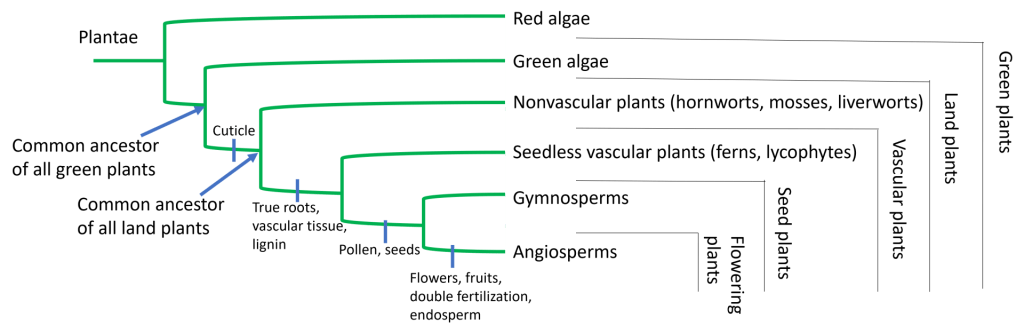 Plantae
Red algae
Green algae
Nonvascular plants (hornworts, mosses, liverworts)
Cuticle
Common ancestor
of all green plants
Seedless vascular plants (ferns, lycophytes)
Common ancestor
of all land plants
True roots,
vascular tissue,
lignin
Gymnosperms
Pollen, seeds
Angiosperms
Flowers, fruits,
double fertilization,
endosperm
Flowering
plants
Seed plants
Vascular plants
Land plants
Green plants